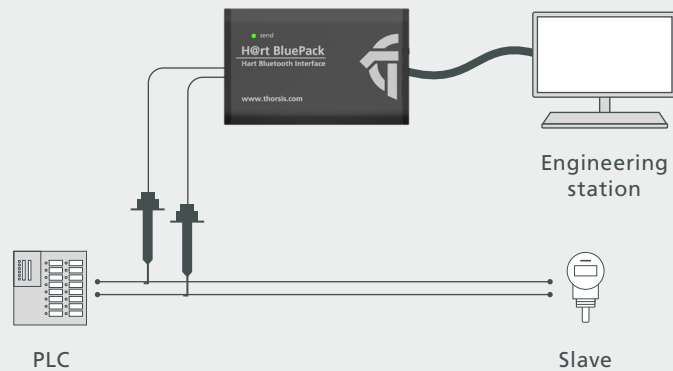 send
H@rt BluePack
Hart Bluetooth Interface
www.thorsis.com
Engineering
station
PLC
Slave